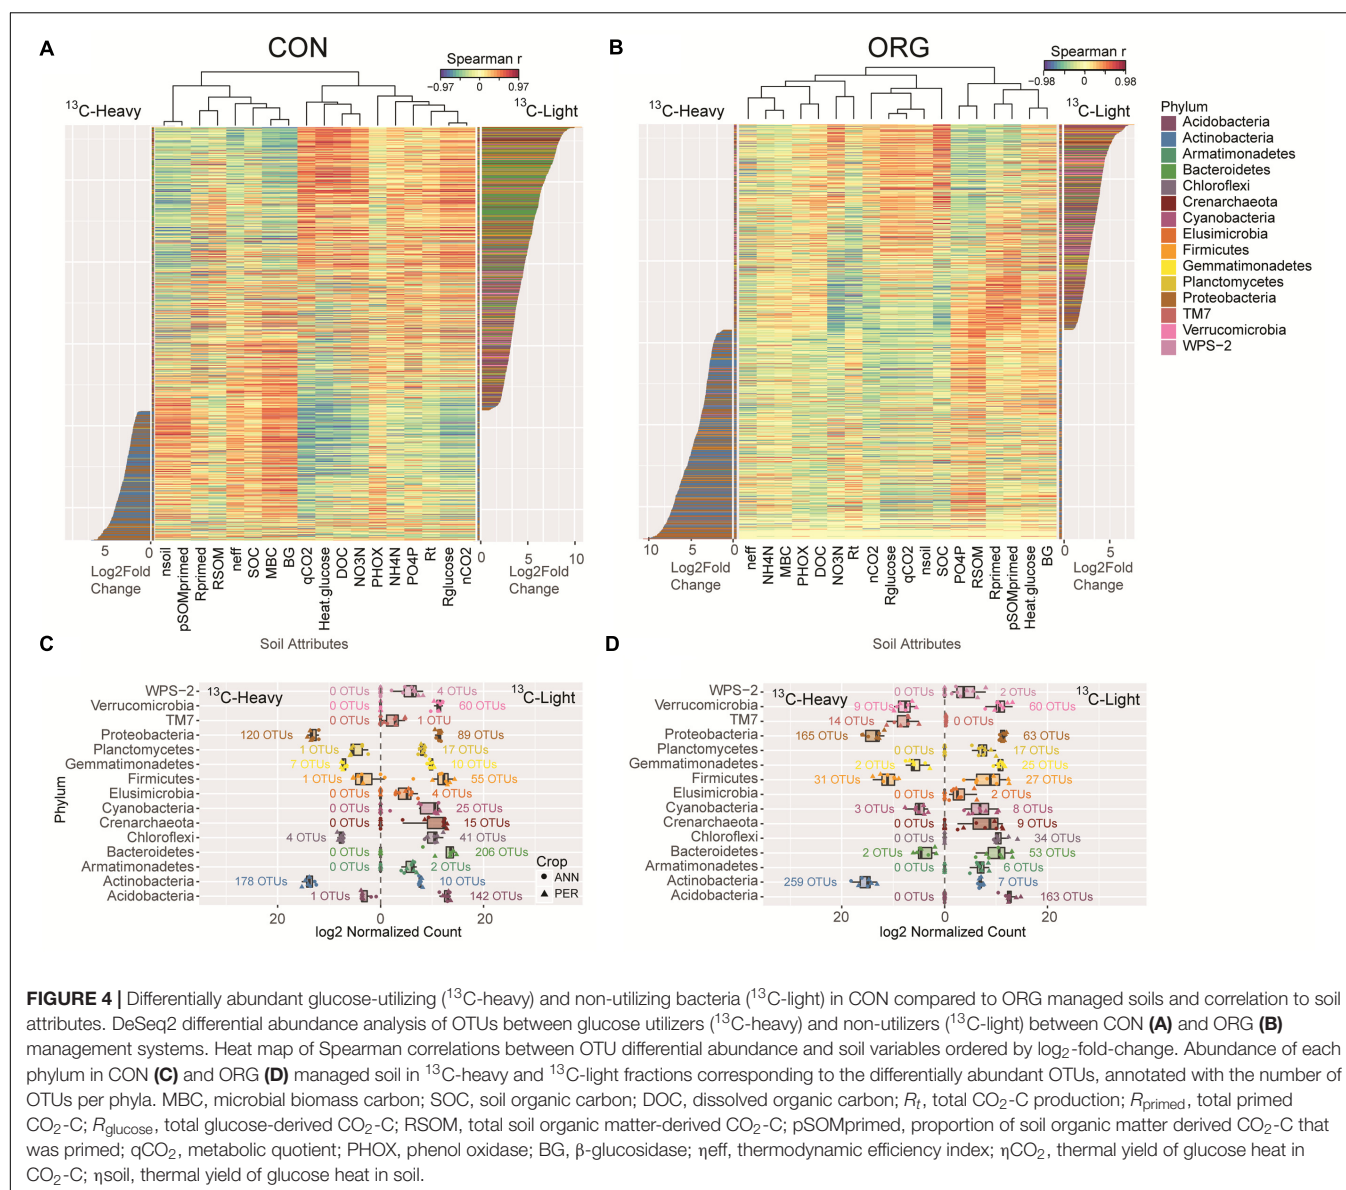 A
CON
Spearman r
−0.97 0 0.97
13C-Heavy
13C-Light
5 0
Log2Fold
Change
nsoil
pSOMprimed
Rprimed
RSOM
neff
SOC
MBC
BG
qCO2
Heat.glucose
DOC
NO3N
PHOX
NH4N
PO4P
Rt
Rglucose
nCO2
0 5 10
Log2Fold
Change
Soil Attributes
B
ORG
Spearman r
−0.98 0 0.98
13C-Heavy
13C-Light
10 5 0
Log2Fold
Change
neff
NH4N
MBC
PHOX
DOC
NO3N
Rt
nCO2
Rglucose
qCO2
nsoil
SOC
PO4P
RSOM
Rprimed
pSOMprimed
Heat.glucose
BG
0 5
Log2Fold
Change
Soil Attributes
Phylum
Acidobacteria
Actinobacteria
Armatimonadetes
Bacteroidetes
Chloroflexi
Crenarchaeota
Cyanobacteria
Elusimicrobia
Firmicutes
Gemmatimonadetes
Planctomycetes
Proteobacteria
TM7
Verrucomicrobia
WPS−2
C
13C-Heavy
13C-Light
Phylum
WPS−2 0 OTUs 4 OTUs
Verrucomicrobia 0 OTUs 60 OTUs
TM7 0 OTUs 1 OTU
Proteobacteria 120 OTUs 89 OTUs
Planctomycetes 1 OTUs 17 OTUs
Gemmatimonadetes 7 OTUs 10 OTUs
Firmicutes 1 OTUs 55 OTUs
Elusimicrobia 0 OTUs 4 OTUs
Cyanobacteria 0 OTUs 25 OTUs
Crenarchaeota 0 OTUs 15 OTUs
Chloroflexi 4 OTUs 41 OTUs
Bacteroidetes 0 OTUs 206 OTUs
Armatimonadetes 0 OTUs 2 OTUs
Actinobacteria 178 OTUs 10 OTUs
Acidobacteria 1 OTUs 142 OTUs
Crop
ANN
PER
20 0 20
log2 Normalized Count
D
13C-Heavy
13C-Light
WPS−2 0 OTUs 2 OTUs
Verrucomicrobia 9 OTUs 60 OTUs
TM7 14 OTUs 0 OTUs
Proteobacteria 165 OTUs 63 OTUs
Planctomycetes 0 OTUs 17 OTUs
Gemmatimonadetes 2 OTUs 25 OTUs
Firmicutes 31 OTUs 27 OTUs
Elusimicrobia 0 OTUs 2 OTUs
Cyanobacteria 3 OTUs 8 OTUs
Crenarchaeota 0 OTUs 9 OTUs
Chloroflexi 0 OTUs 34 OTUs
Bacteroidetes 2 OTUs 53 OTUs
Armatimonadetes 0 OTUs 6 OTUs
Actinobacteria 259 OTUs 7 OTUs
Acidobacteria 0 OTUs 163 OTUs
20 0 20
log2 Normalized Count
FIGURE 4 | Differentially abundant glucose-utilizing (13C-heavy) and non-utilizing bacteria (13C-light) in CON compared to ORG managed soils and correlation to soil
attributes. DeSeq2 differential abundance analysis of OTUs between glucose utilizers (13C-heavy) and non-utilizers (13C-light) between CON (A) and ORG (B)
management systems. Heat map of Spearman correlations between OTU differential abundance and soil variables ordered by log2-fold-change. Abundance of each
phylum in CON (C) and ORG (D) managed soil in 13C-heavy and 13C-light fractions corresponding to the differentially abundant OTUs, annotated with the number of
OTUs per phyla. MBC, microbial biomass carbon; SOC, soil organic carbon; DOC, dissolved organic carbon; Rt, total CO2-C production; Rprimed, total primed
CO2-C; Rglucose, total glucose-derived CO2-C; RSOM, total soil organic matter-derived CO2-C; pSOMprimed, proportion of soil organic matter derived CO2-C that
was primed; qCO2, metabolic quotient; PHOX, phenol oxidase; BG, β-glucosidase; ηeff, thermodynamic efficiency index; ηCO2, thermal yield of glucose heat in
CO2-C; ηsoil, thermal yield of glucose heat in soil.